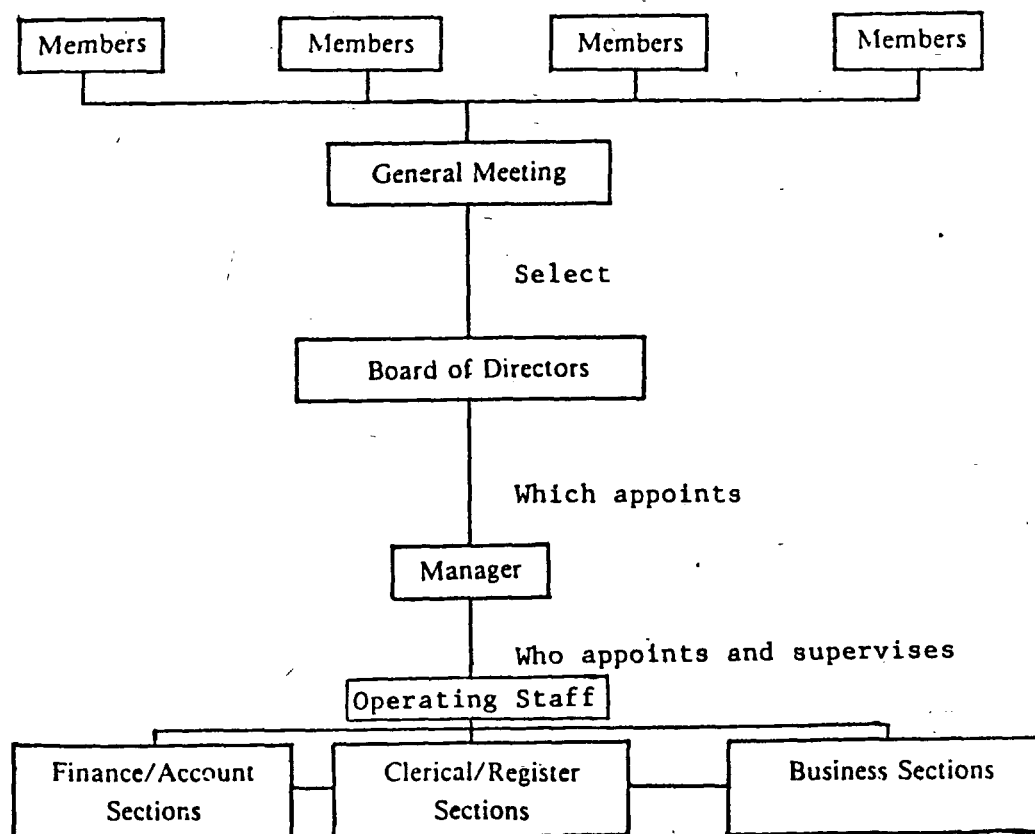 Members Members Members Members
General Meeting
Select
Board of Directors
Which appoints
Manager
Who appoints and supervises
Operating Staff
Finance/Account Clerical/Register Business Sections
Sections Sections